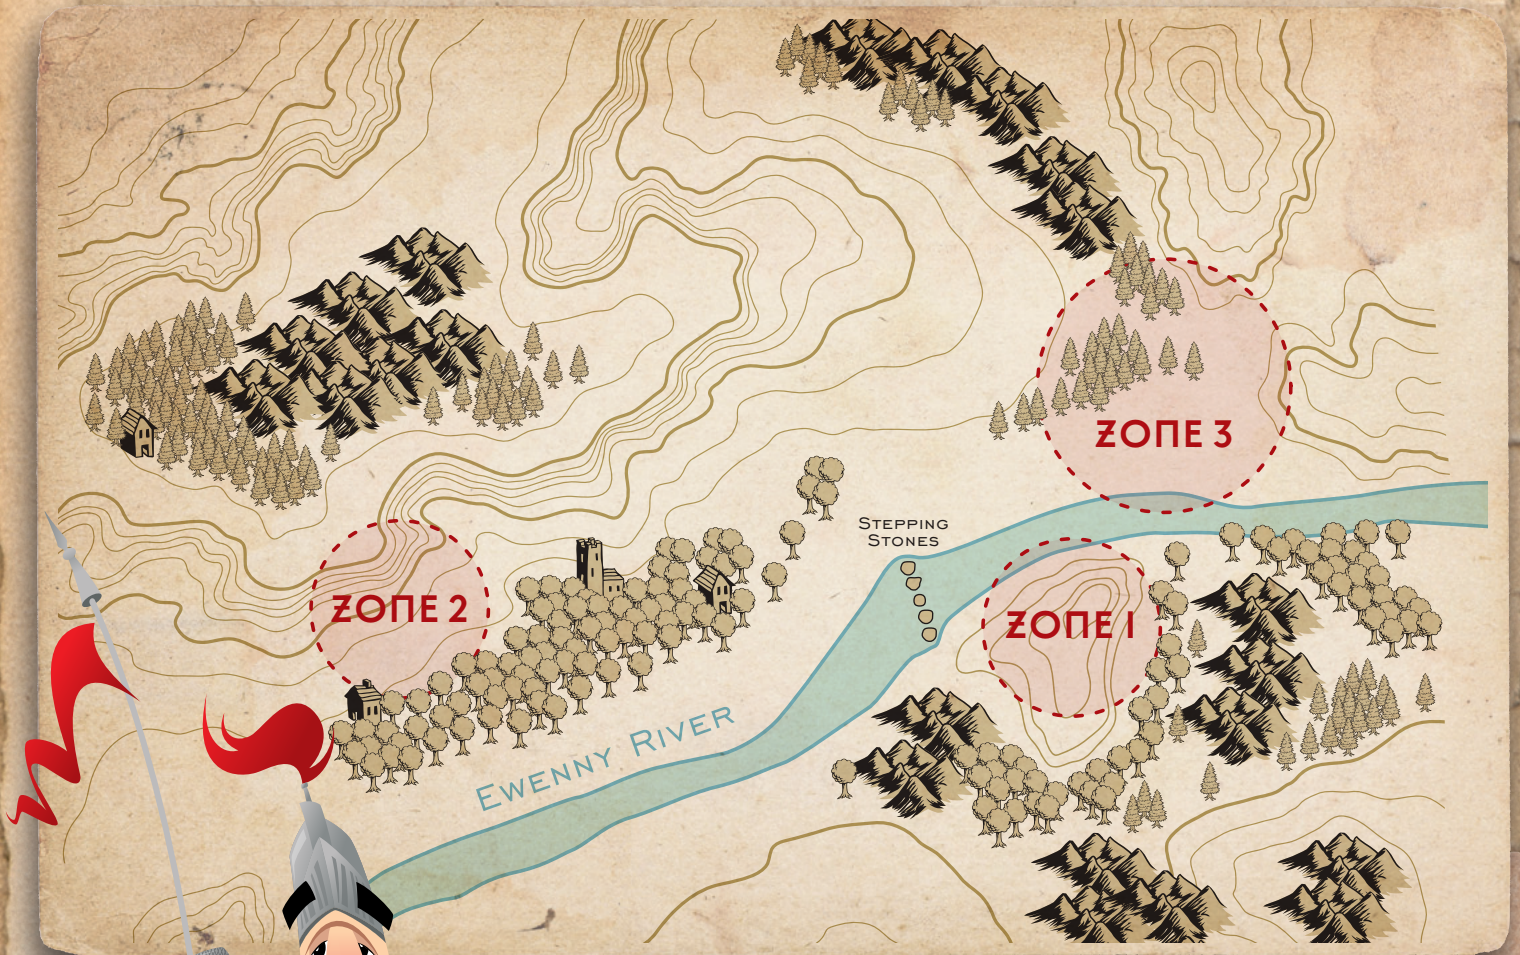 ZONE 3
STEPPING
STONES
ZONE 2
ZONE 1
EWENNY RIVER